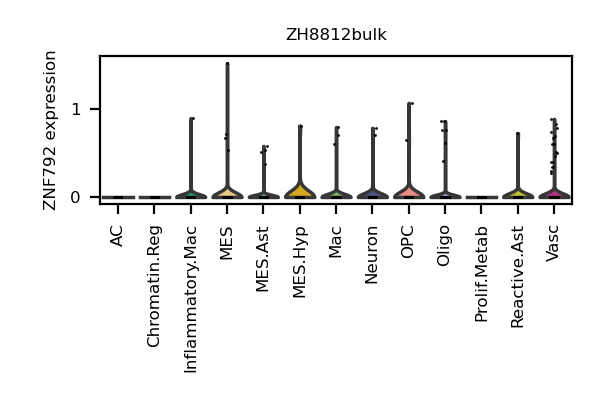 ZH8812bulk
ZNF792 expression
1
0
AC
Chromatin.Reg
Inflammatory.Mac
MES
MES.Ast
MES.Hyp
Mac
Neuron
OPC
Oligo
Prolif.Metab
Reactive.Ast
Vasc